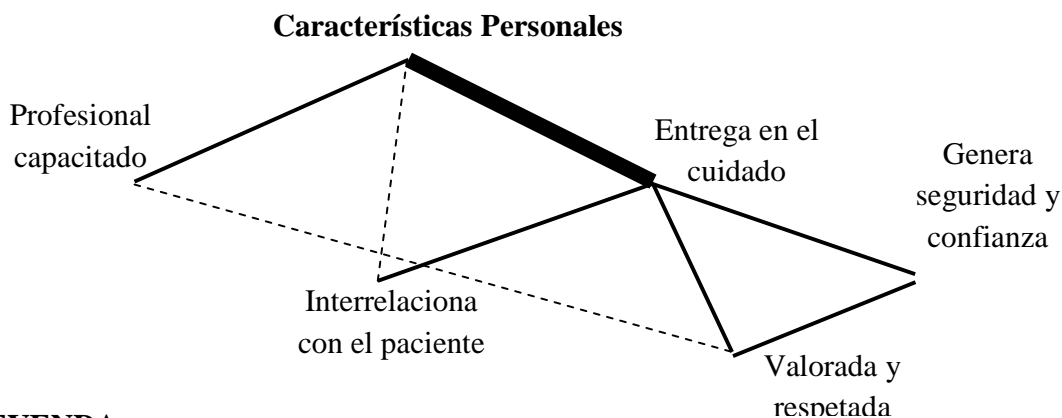 Características Personales
Profesional
capacitado
Entrega en el
cuidado
Genera
seguridad y
confianza
Interrelaciona
con el paciente
Valorada y
respetada